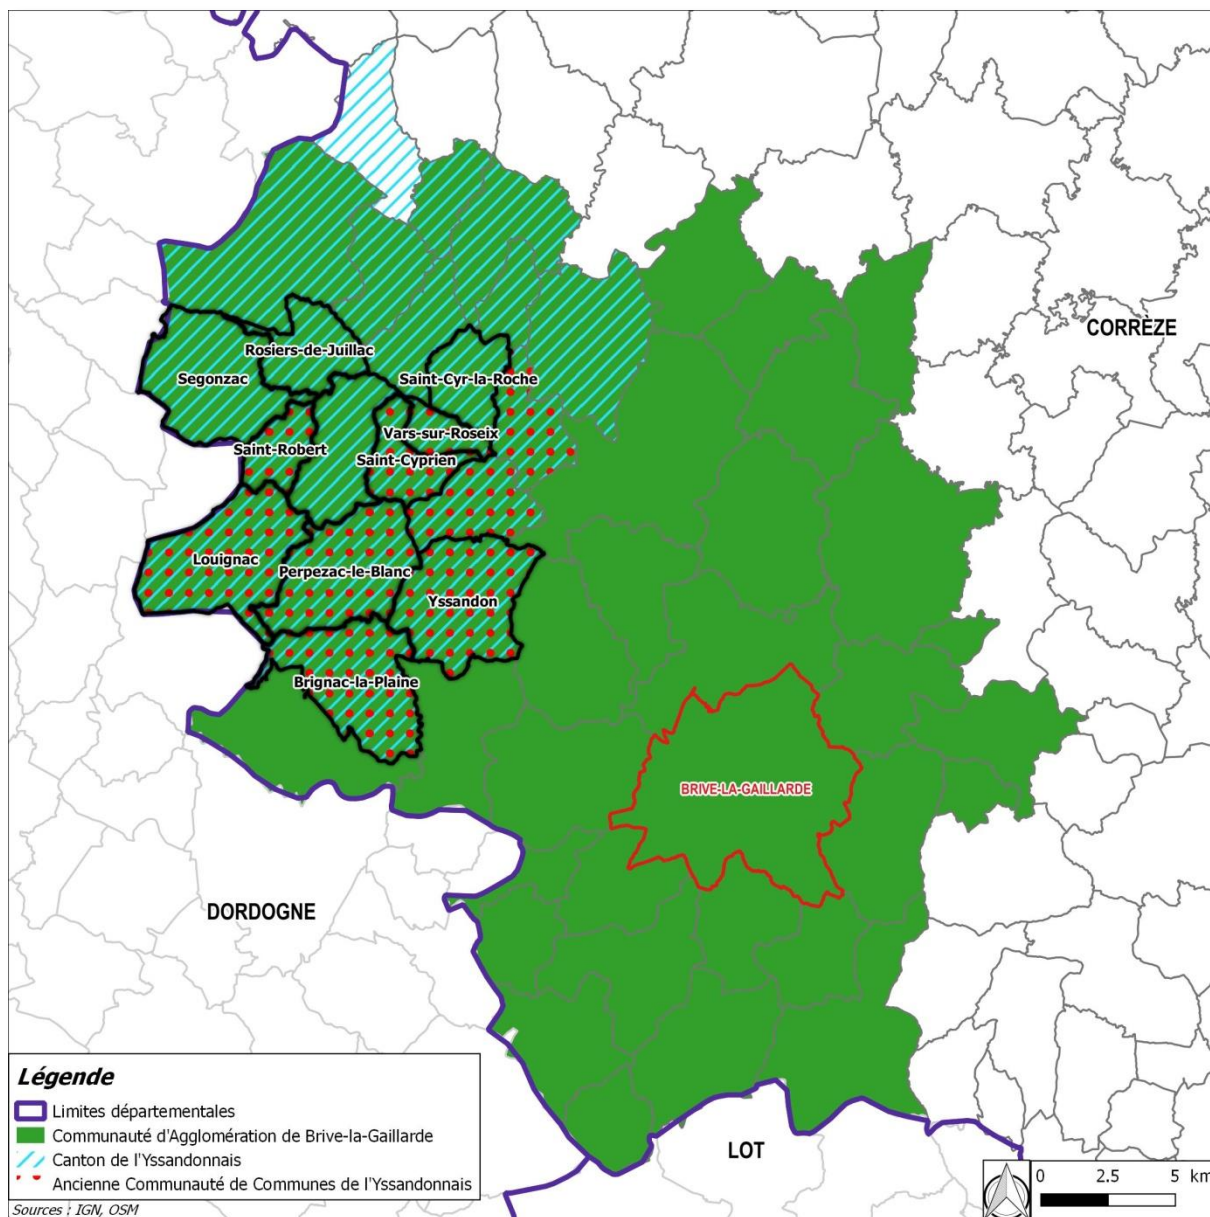 CORRÈZE
Rosiers-de-Juillac
Segonzac
Saint-Cyr-la-Roche
Vars-sur-Roseix
Saint-Robert
Saint-Cyprien
Louignac
Perpezac-le-Blanc
Yssandon
Brignac-la-Plaine
BRIVE-LA-GAILLARDE
DORDOGNE
LOT
Légende
Limites départementales
Communauté d'Agglomération de Brive-la-Gaillarde
Canton de l'Yssandonnais
Ancienne Communauté de Communes de l'Yssandonnais
Sources : IGN, OSM
0 2.5 5 km